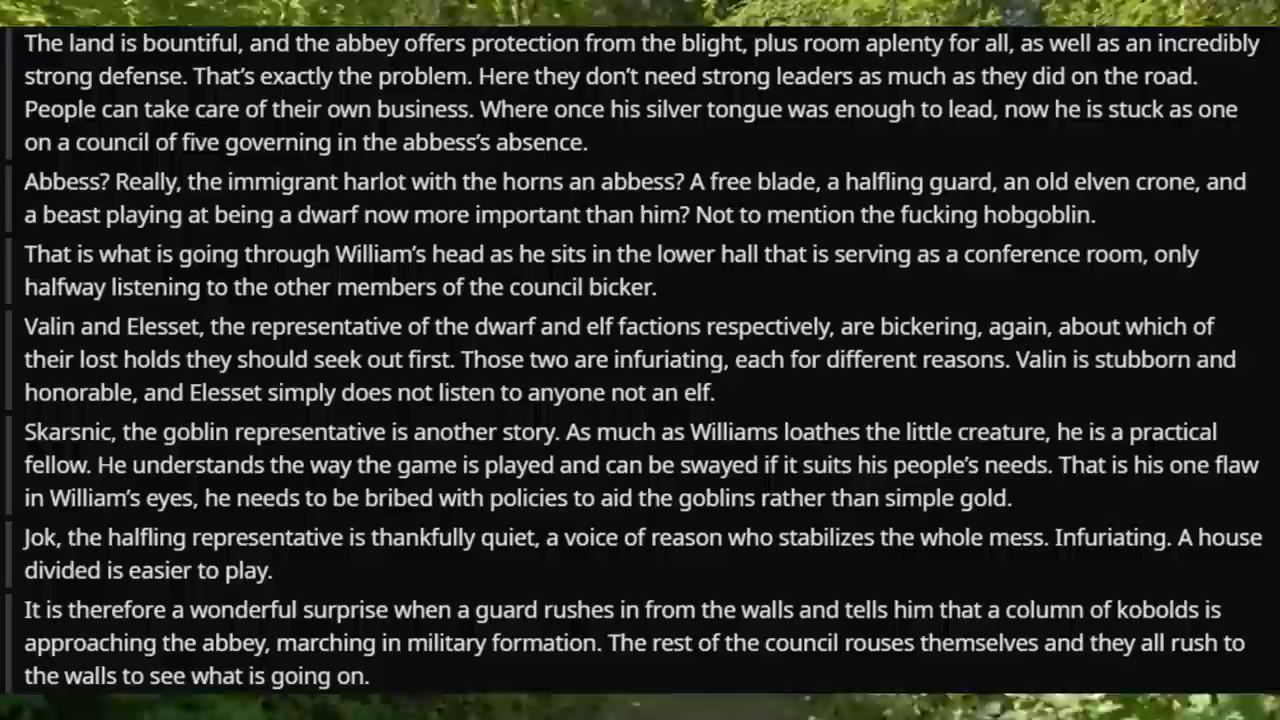 The land is bountiful, and the abbey offers protection from the blight, plus room aplenty for all, as well as an incredibly
strong defense. That’s exactly the problem. Here they don’t need strong leaders as much as they did on the road.
People can take care of their own business. Where once his silver tongue was enough to lead, now he is stuck as one
on a council of five governing in the abbess’s absence.
Abbess? Really, the immigrant harlot with the horns an abbess? A free blade, a halfling guard, an old elven crone, and
a beast playing at being a dwarf now more important than him? Not to mention the fucking hobgoblin.
That is what is going through William’s head as he sits in the lower hall that is serving as a conference room, only
halfway listening to the other members of the council bicker.
Valin and Elesset, the representative of the dwarf and elf factions respectively, are bickering, again, about which of
their lost holds they should seek out first. Those two are infuriating, each for different reasons. Valin is stubborn and
honorable, and Elesset simply does not listen to anyone not an elf.
Skarsnic, the goblin representative is another story. As much as Williams loathes the little creature, he is a practical
fellow. He understands the way the game is played and can be swayed if it suits his people’s needs. That is his one flaw
in William’s eyes, he needs to be bribed with policies to aid the goblins rather than simple gold.
Jok, the halfling representative is thankfully quiet, a voice of reason who stabilizes the whole mess. Infuriating. A house
divided is easier to play.
It is therefore a wonderful surprise when a guard rushes in from the walls and tells him that a column of kobolds is
approaching the abbey, marching in military formation. The rest of the council rouses themselves and they all rush to
the walls to see what is going on.